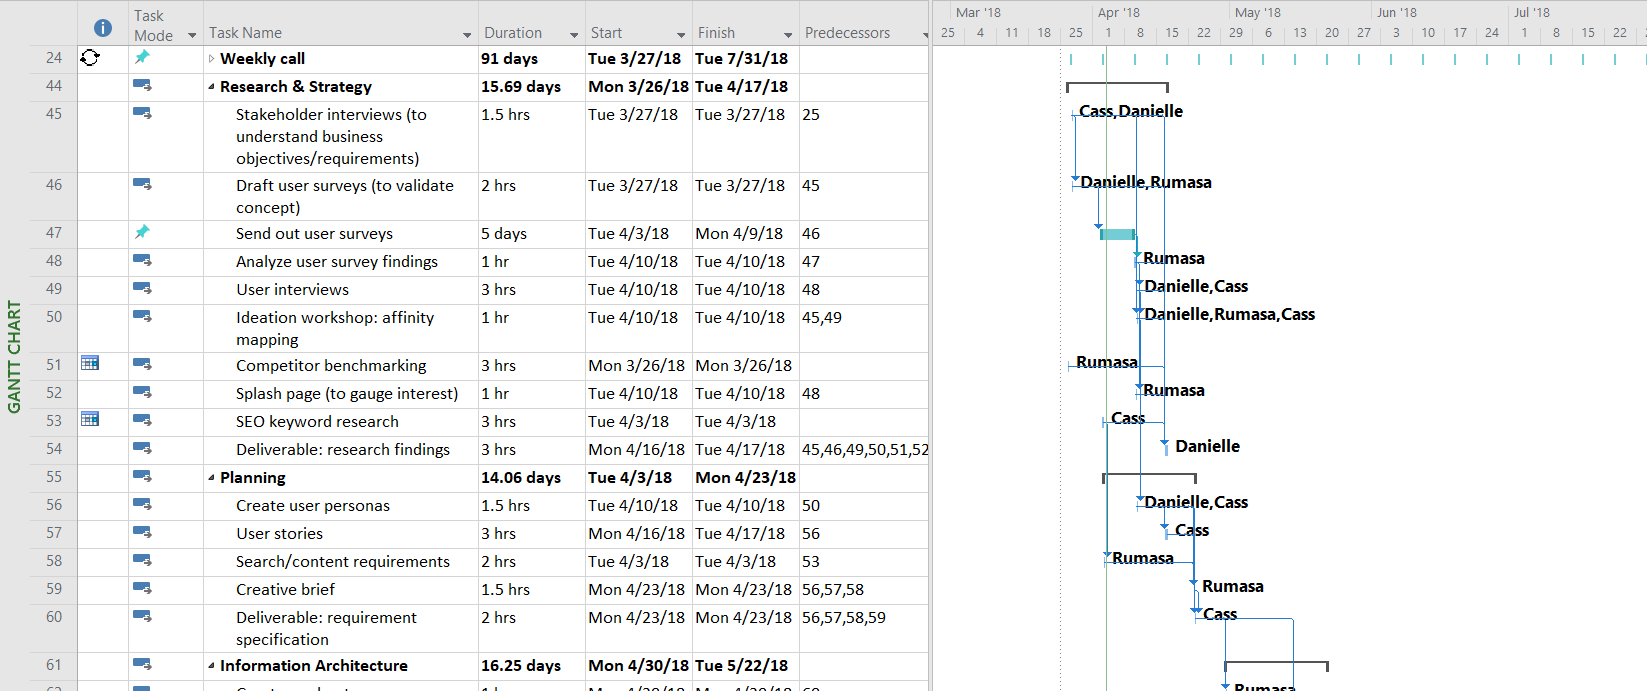 Task
Mode
Task Name
Duration
Start
Finish
Predecessors
Mar '18
Apr '18
May '18
Jun '18
Jul '18
25 4 11 18 25 1 8 15 22 29 6 13 20 27 3 10 17 24 1 8 15 22
GANTT CHART
24 Weekly call 91 days Tue 3/27/18 Tue 7/31/18
44 Research & Strategy 15.69 days Mon 3/26/18 Tue 4/17/18
45 Stakeholder interviews (to 1.5 hrs Tue 3/27/18 Tue 3/27/18 25 Cass,Danielle
understand business
objectives/requirements)
46 Draft user surveys (to validate 2 hrs Tue 3/27/18 Tue 3/27/18 45 Danielle,Rumasa
concept)
47 Send out user surveys 5 days Tue 4/3/18 Mon 4/9/18 46
48 Analyze user survey findings 1 hr Tue 4/10/18 Tue 4/10/18 47 Rumasa
49 User interviews 3 hrs Tue 4/10/18 Tue 4/10/18 48 Danielle,Cass
50 Ideation workshop: affinity 1 hr Tue 4/10/18 Tue 4/10/18 45,49 Danielle,Rumasa,Cass
mapping
51 Competitor benchmarking 3 hrs Mon 3/26/18 Mon 3/26/18 Rumasa
52 Splash page (to gauge interest) 1 hr Tue 4/10/18 Tue 4/10/18 48 Rumasa
53 SEO keyword research 3 hrs Tue 4/3/18 Tue 4/3/18 Cass
54 Deliverable: research findings 3 hrs Mon 4/16/18 Tue 4/17/18 45,46,49,50,51,52 Danielle
55 Planning 14.06 days Tue 4/3/18 Mon 4/23/18
56 Create user personas 1.5 hrs Tue 4/10/18 Tue 4/10/18 50 Danielle,Cass
57 User stories 3 hrs Mon 4/16/18 Tue 4/17/18 56 Cass
58 Search/content requirements 2 hrs Tue 4/3/18 Tue 4/3/18 53 Rumasa
59 Creative brief 1.5 hrs Mon 4/23/18 Mon 4/23/18 56,57,58 Rumasa
60 Deliverable: requirement 2 hrs Mon 4/23/18 Mon 4/23/18 56,57,58,59 Cass
specification
61 Information Architecture 16.25 days Mon 4/30/18 Tue 5/22/18
Rumasa